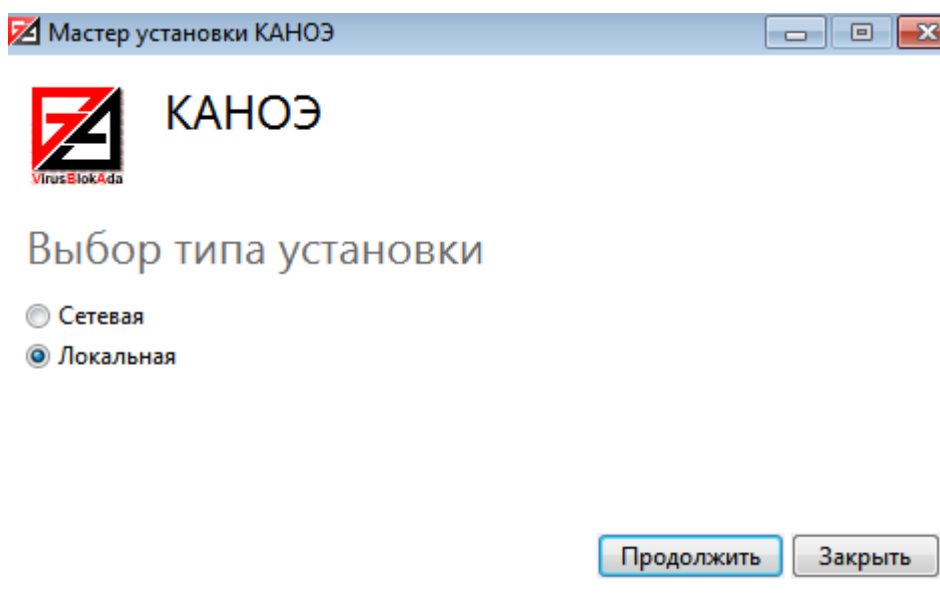 Мастер установки КАНОЭ
КАНОЭ
VirusBlokAda
Выбор типа установки
Сетевая
Локальная
Продолжить
Закрыть